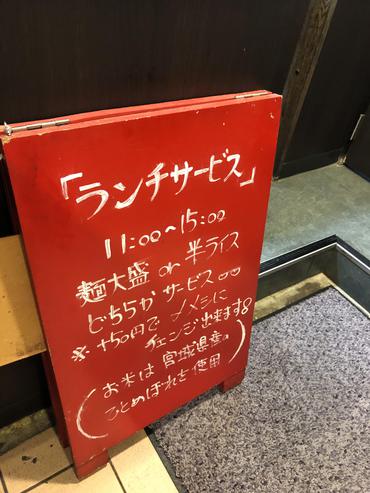 「ランチサービス」
11:00～15:00
麺大盛 or 半ライス
どちらかサービス
※ +50円で〆メシに
チェンジ出来ます
(お米は宮城県産の
ひとめぼれを使用)